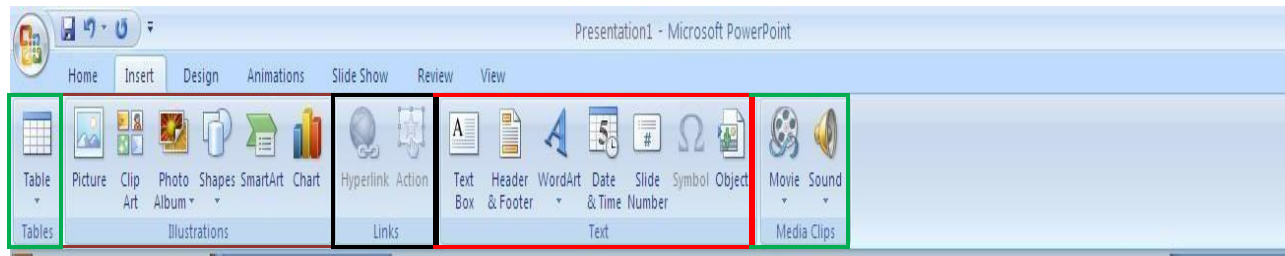 Presentation1 - Microsoft PowerPoint
Home Insert Design Animations Slide Show Review View
A 5 # Ω
Table Picture Clip Art Photo Album Shapes SmartArt Chart Hyperlink Action Text Box Header & Footer WordArt Date & Time Slide Number Symbol Object Movie Sound
Tables Illustrations Links Text Media Clips